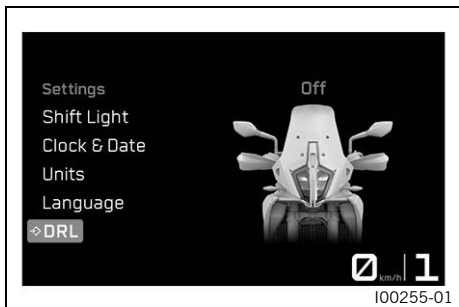 Settings
Off
Shift Light
Clock & Date
Units
Language
DRL
0 km/h 1
I00255-01